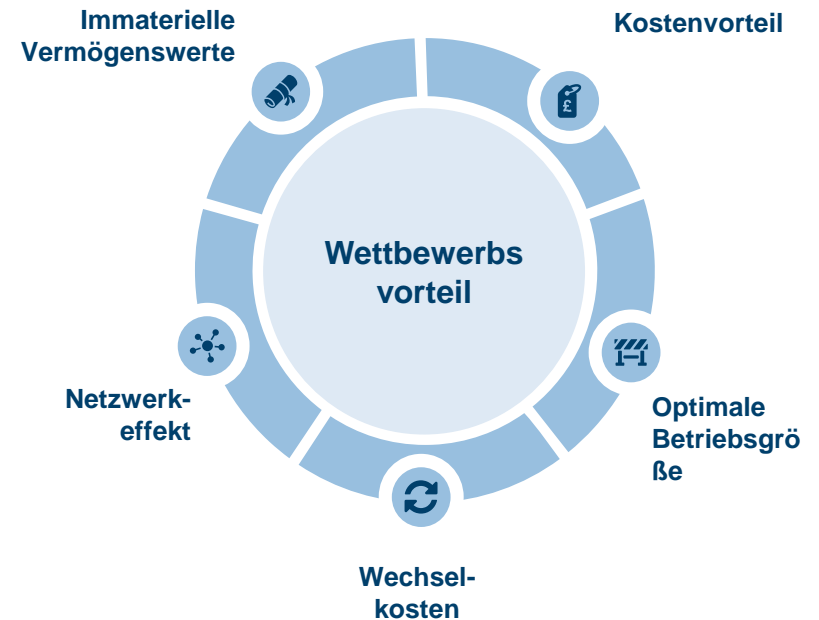 Immaterielle
Vermögenswerte
Kostenvorteil
£
Wettbewerbs
vorteil
Netzwerk-
effekt
Optimale
Betriebsgrö
ße
Wechsel-
kosten